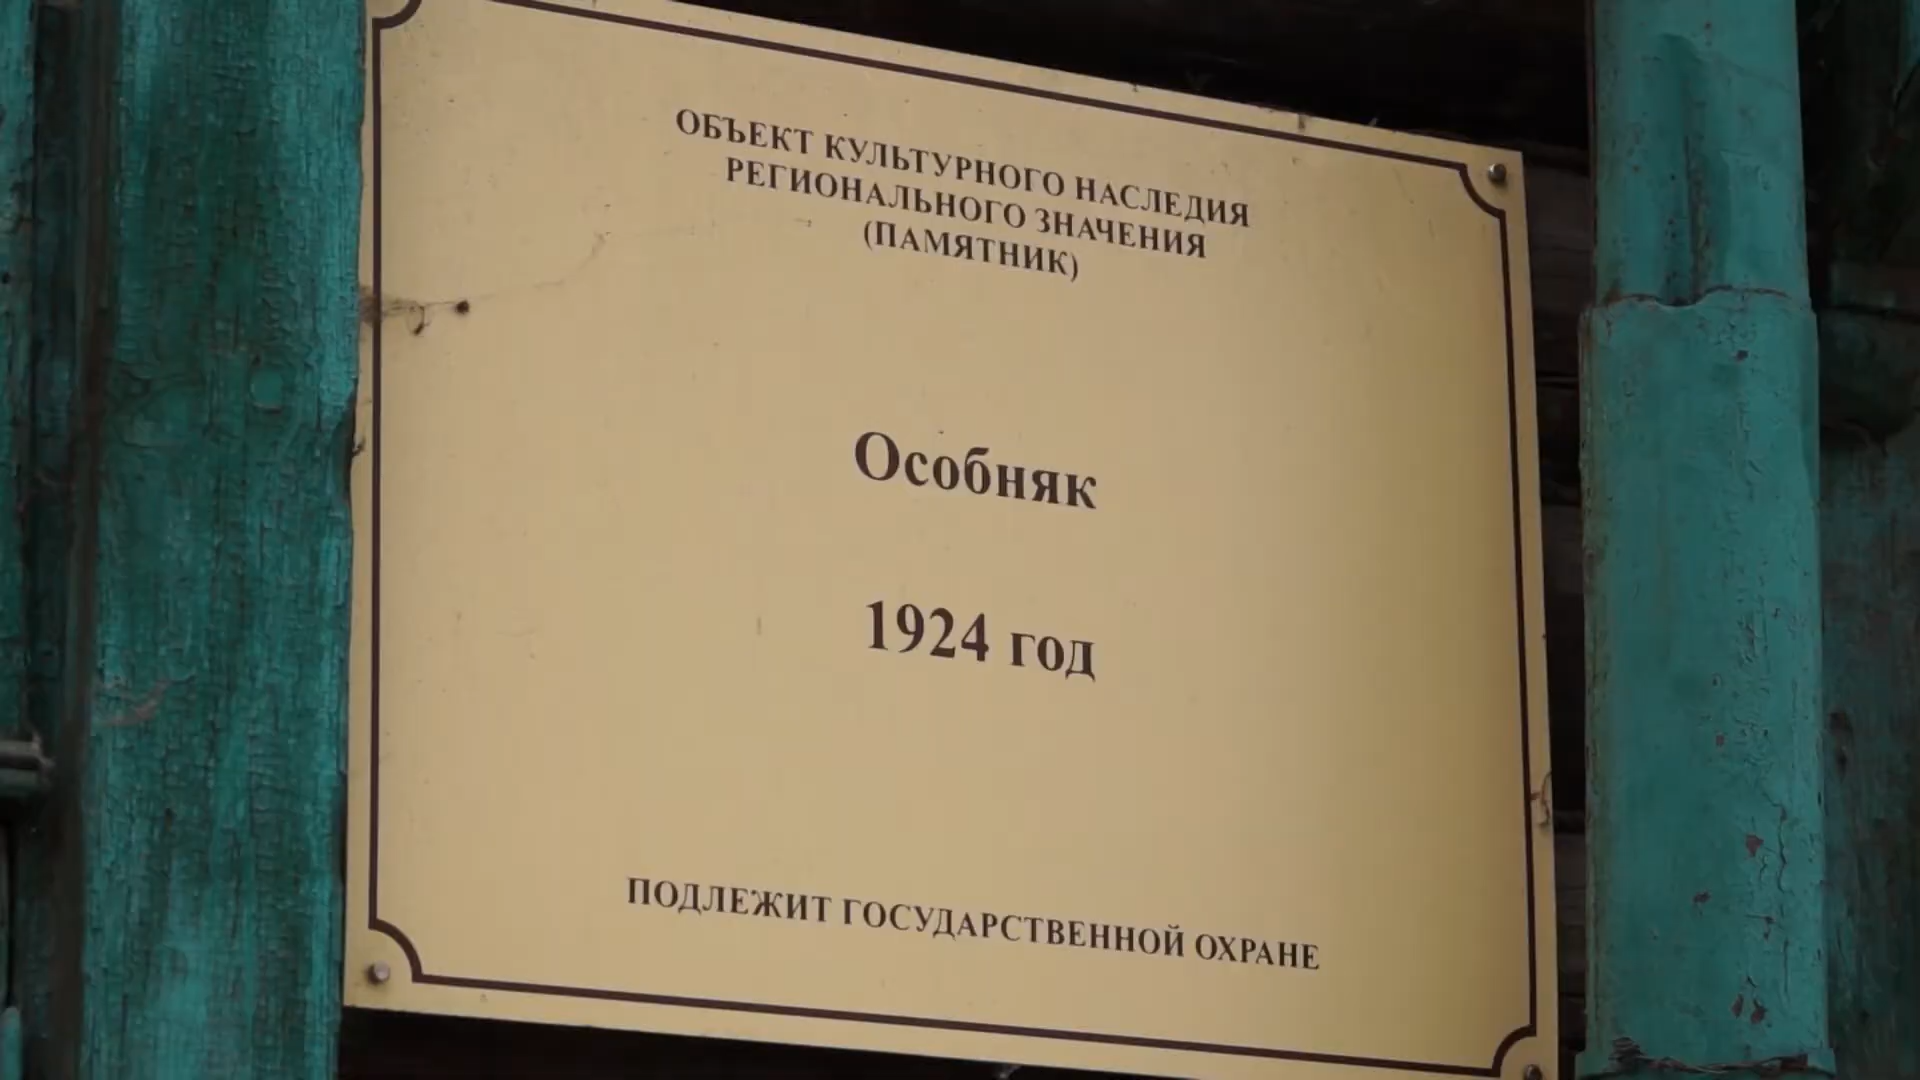 ОБЪЕКТ КУЛЬТУРНОГО НАСЛЕДИЯ
РЕГИОНАЛЬНОГО ЗНАЧЕНИЯ
(ПАМЯТНИК)
Особняк
1924 год
ПОДЛЕЖИТ ГОСУДАРСТВЕННОЙ ОХРАНЕ